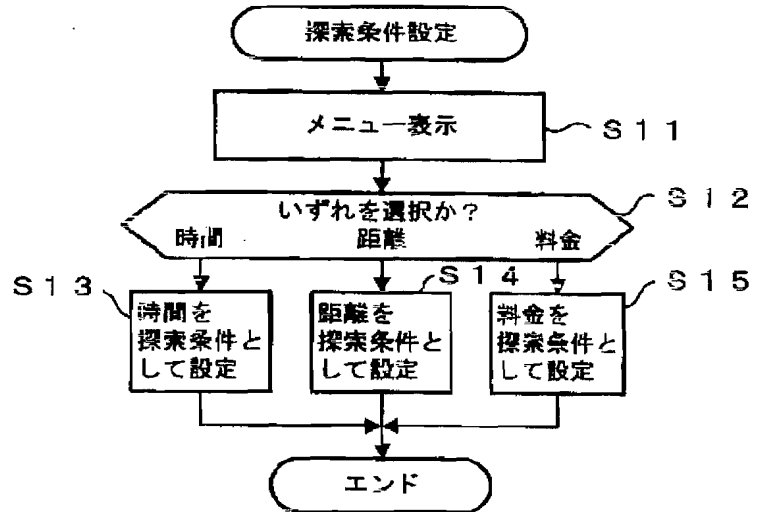 探索条件設定
メニュー表示
S11
いずれを選択か?
S12
時間
距離
料金
S13
時間を
探索条件と
して設定
S14
距離を
探索条件と
して設定
S15
料金を
探索条件と
して設定
エンド